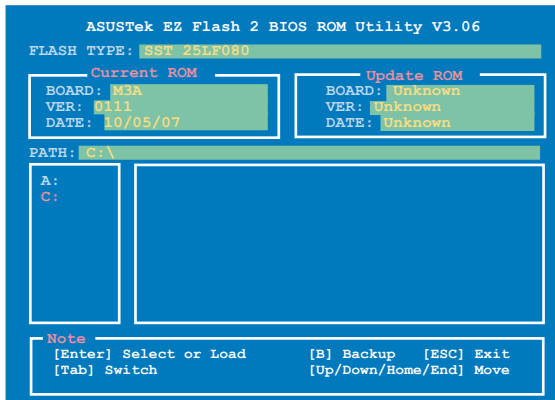 ASUSTek EZ Flash 2 BIOS ROM Utility V3.06
FLASH TYPE: SST 25LF080
Current ROM
BOARD: M3A
VER: 0111
DATE: 10/05/07
Update ROM
BOARD: Unknown
VER: Unknown
DATE: Unknown
PATH: C:\
A:
C:
Note
[Enter] Select or Load [B] Backup [ESC] Exit
[Tab] Switch [Up/Down/Home/End] Move